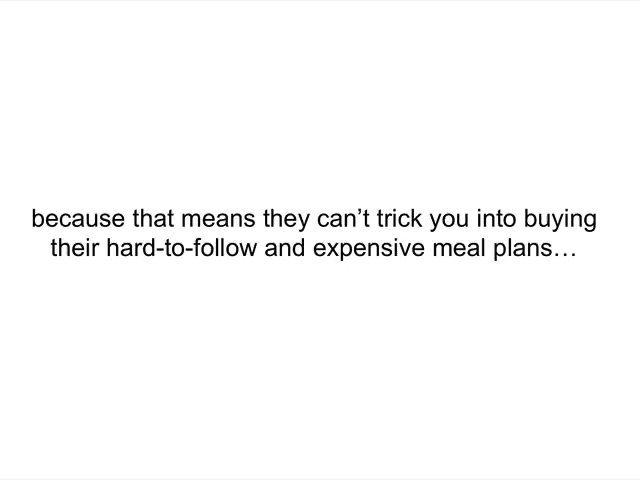 because that means they can’t trick you into buying
their hard-to-follow and expensive meal plans…